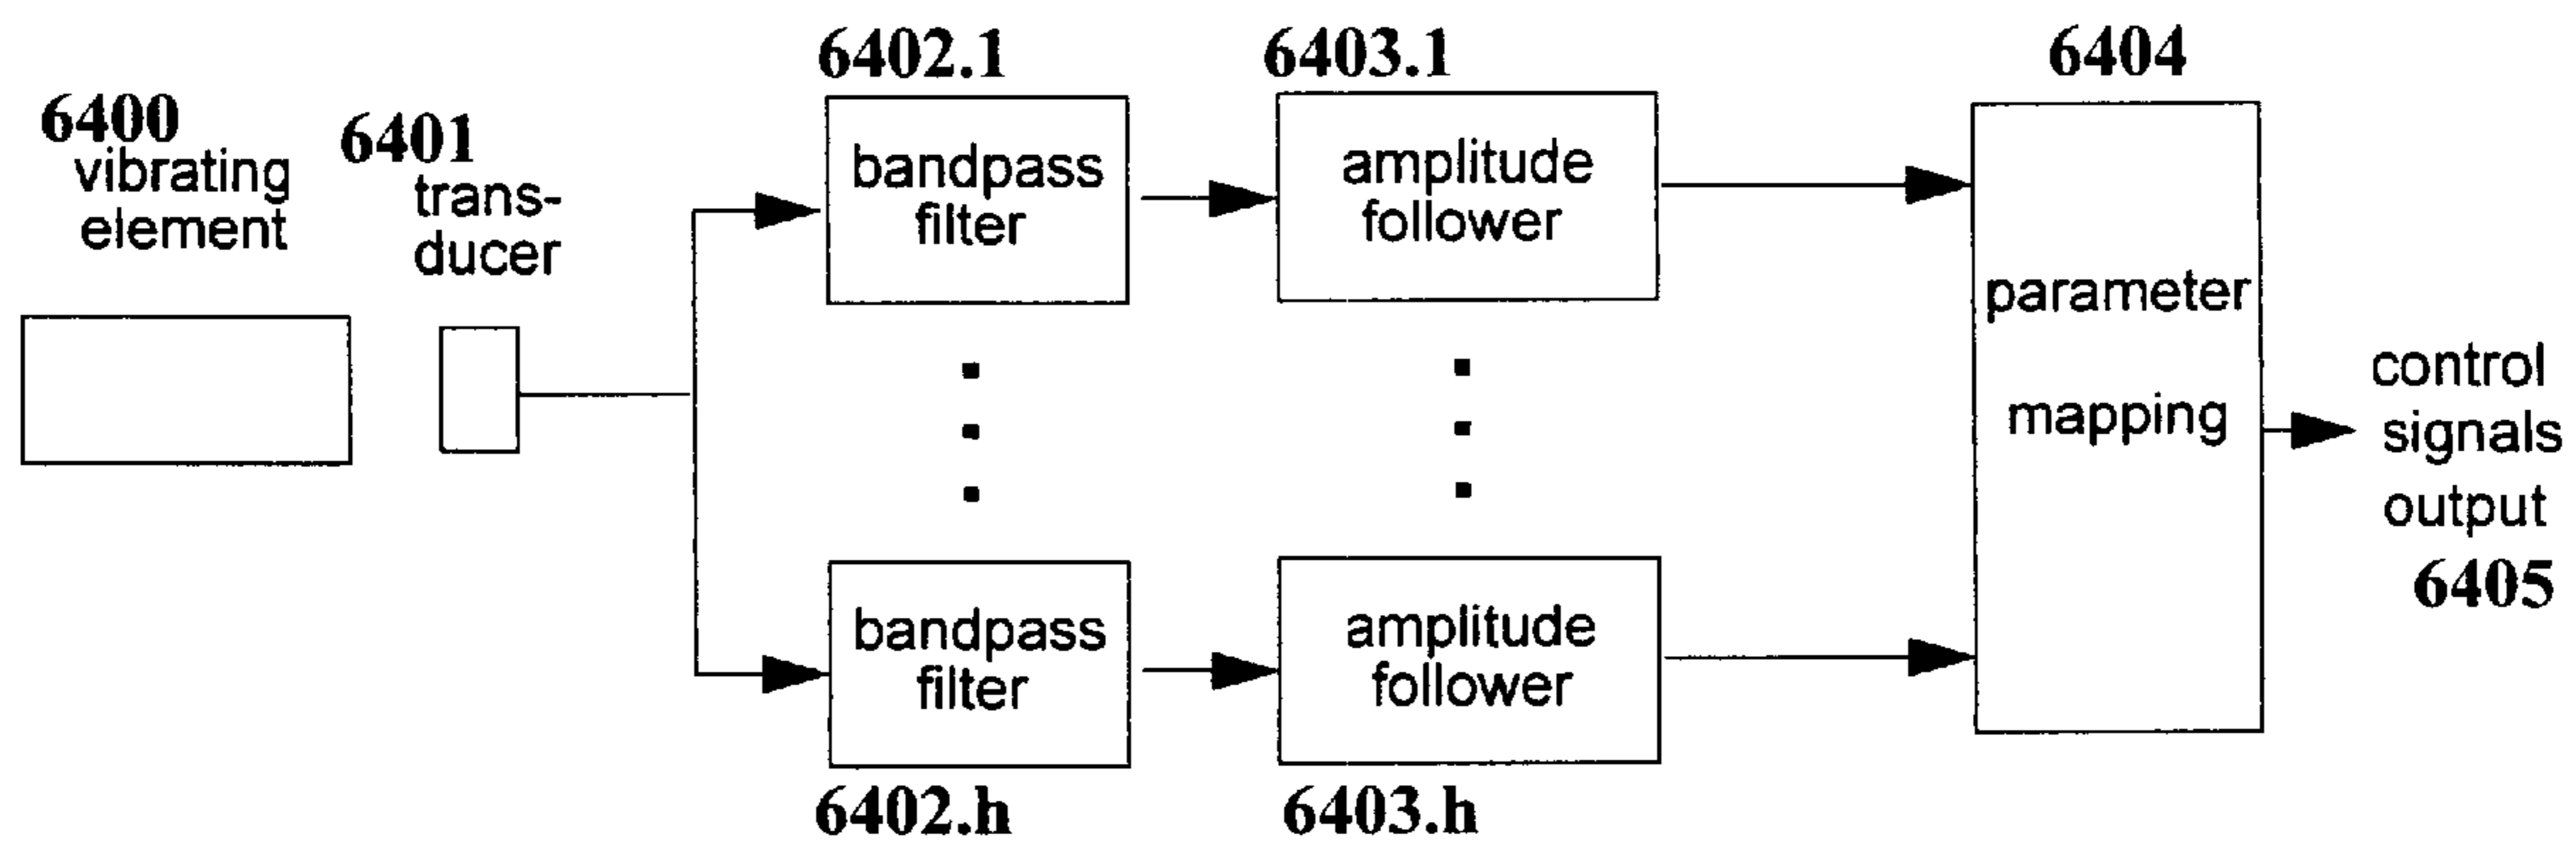 6400
vibrating
element
6401
trans-
ducer
6402.1
bandpass
filter
6403.1
amplitude
follower
6404
parameter
mapping
control
signals
output
6405
bandpass
filter
6402.h
amplitude
follower
6403.h